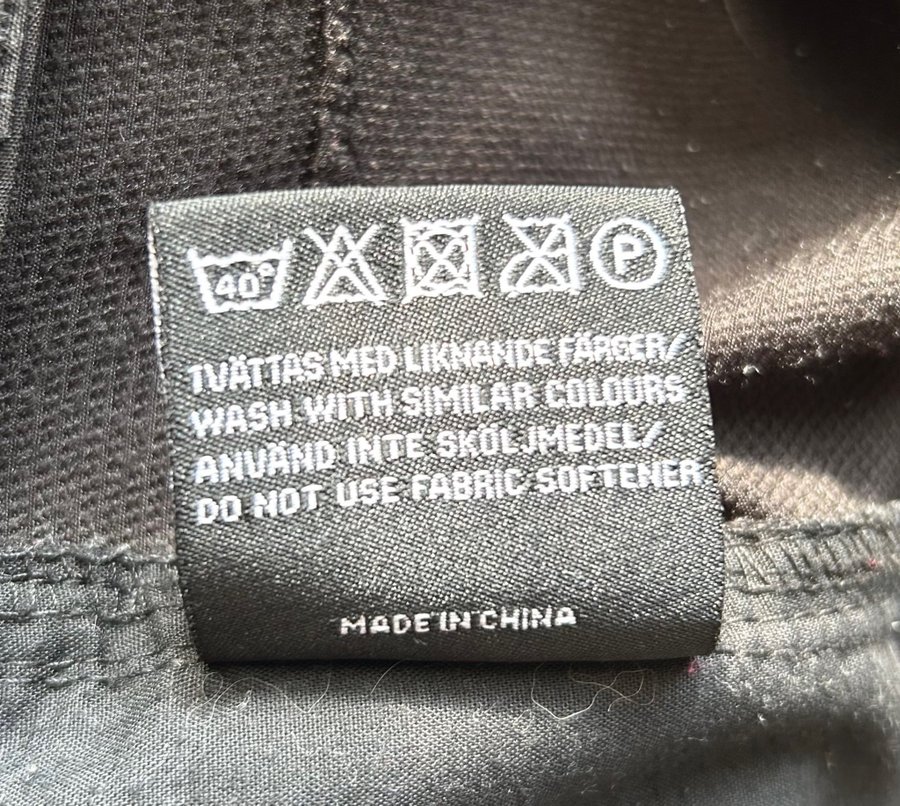 40° P
TVÄTTAS MED LIKNANDE FÄRGER/
WASH WITH SIMILAR COLOURS
ANVÄND INTE SKÖLJMEDEL/
DO NOT USE FABRIC SOFTENER
MADE IN CHINA